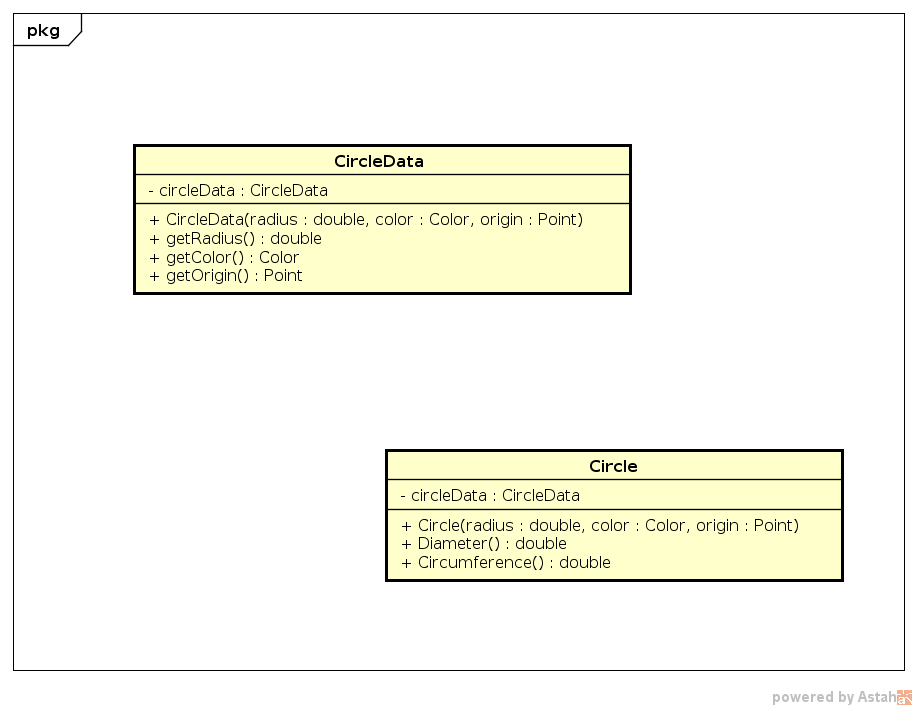 pkg
CircleData
- circleData : CircleData
+ CircleData(radius : double, color : Color, origin : Point)
+ getRadius() : double
+ getColor() : Color
+ getOrigin() : Point
Circle
- circleData : CircleData
+ Circle(radius : double, color : Color, origin : Point)
+ Diameter() : double
+ Circumference() : double
powered by Astah